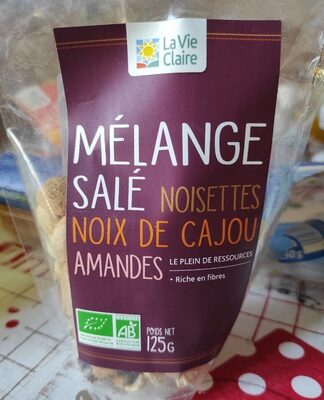 La Vie
Claire
MÉLANGE
SALÉ NOISETTES
NOIX DE CAJOU
AMANDES LE PLEIN DE RESSOURCES
• Riche en fibres
AB
POIDS NET
125G